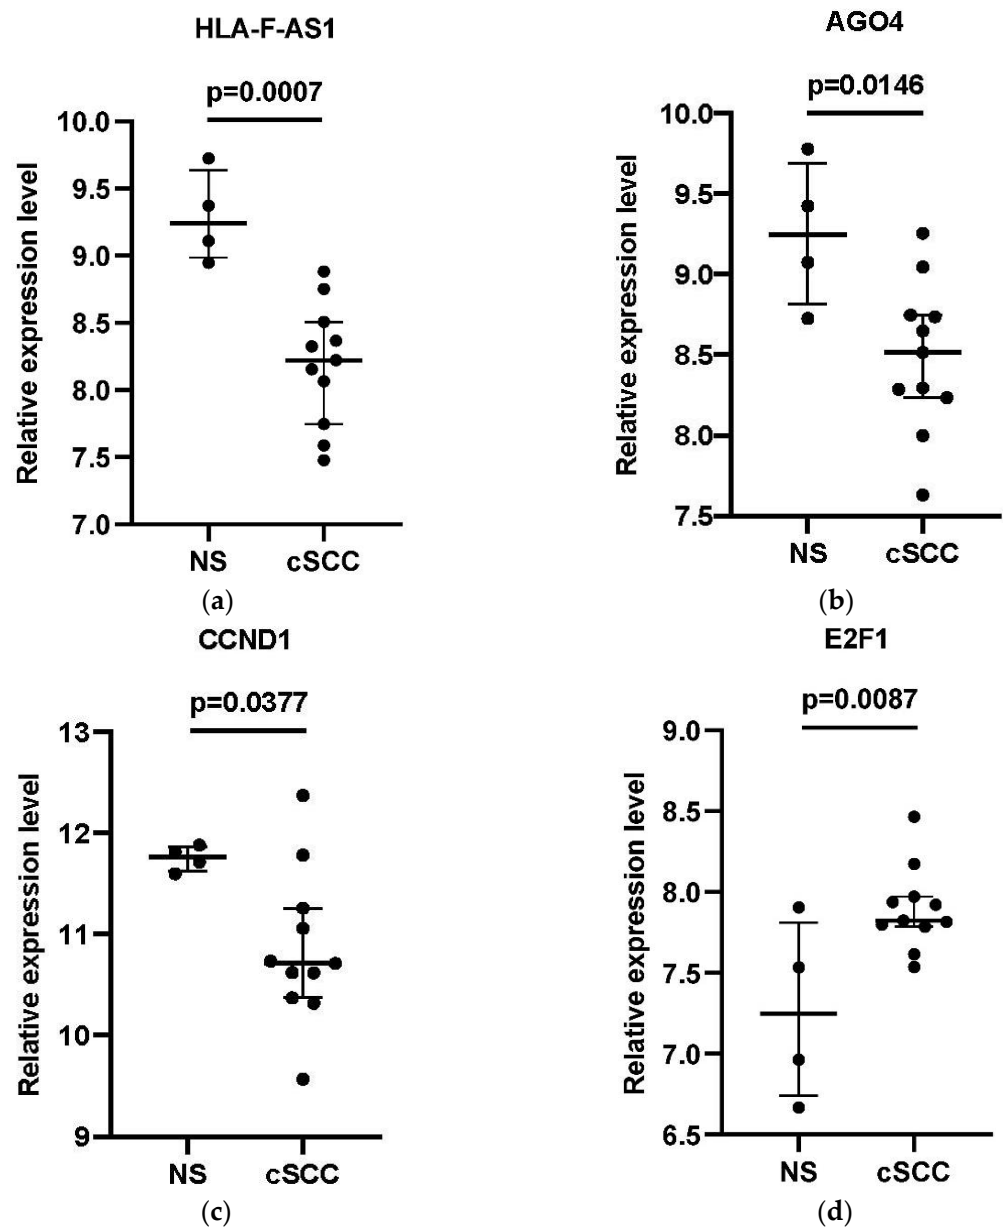 HLA-F-AS1
p=0.0007
Relative expression level
10.0
9.5
9.0
8.5
8.0
7.5
7.0
NS cSCC
(a)
AGO4
p=0.0146
Relative expression level
10.0
9.5
9.0
8.5
8.0
7.5
NS cSCC
(b)
CCND1
p=0.0377
Relative expression level
13
12
11
10
9
NS cSCC
(c)
E2F1
p=0.0087
Relative expression level
9.0
8.5
8.0
7.5
7.0
6.5
NS cSCC
(d)